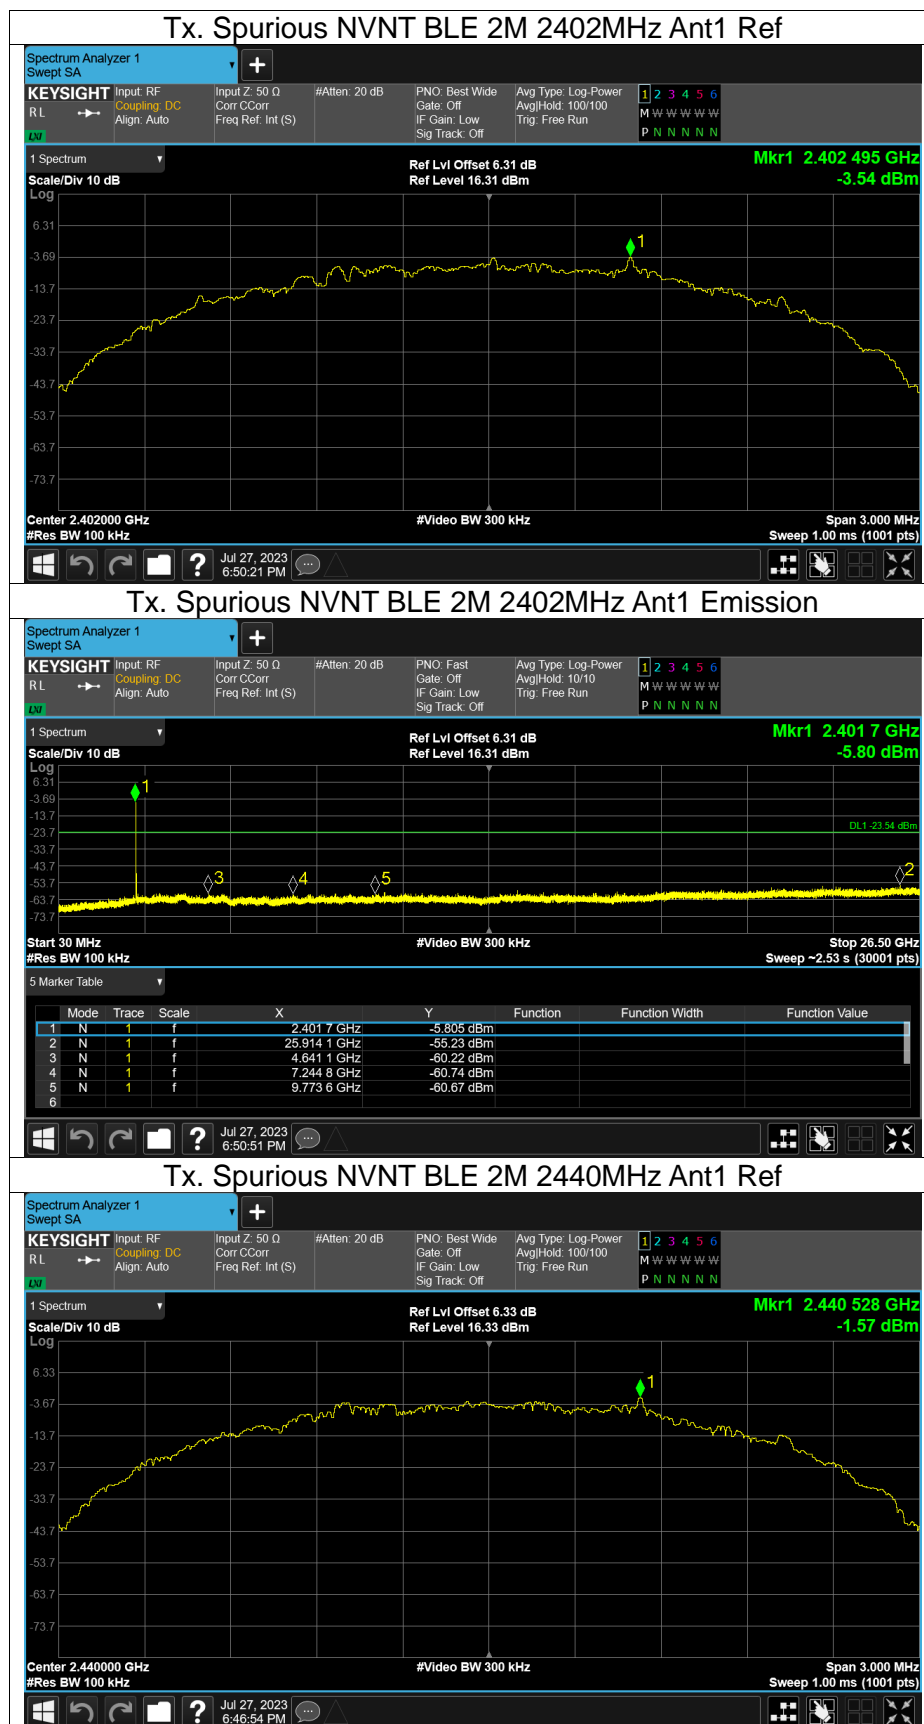 Tx. Spurious NVNT BLE 2M 2402MHz Ant1 Ref
Spectrum Analyzer 1
Swept SA
KEYSIGHT
R L
LXI
Input: RF
Coupling: DC
Align: Auto
Input Z: 50 Ω
Corr CCorr
Freq Ref: Int (S)
#Atten: 20 dB
PNO: Best Wide
Gate: Off
IF Gain: Low
Sig Track: Off
Avg Type: Log-Power
Avg|Hold: 100/100
Trig: Free Run
1 2 3 4 5 6
M W W W W W
P N N N N N
1 Spectrum
Scale/Div 10 dB
Ref Lvl Offset 6.31 dB
Ref Level 16.31 dBm
Mkr1 2.402 495 GHz
-3.54 dBm
Log
6.31
-3.69
-13.7
-23.7
-33.7
-43.7
-53.7
-63.7
-73.7
1
Center 2.402000 GHz
#Res BW 100 kHz
#Video BW 300 kHz
Span 3.000 MHz
Sweep 1.00 ms (1001 pts)
Jul 27, 2023
6:50:21 PM
Tx. Spurious NVNT BLE 2M 2402MHz Ant1 Emission
Spectrum Analyzer 1
Swept SA
KEYSIGHT
R L
LXI
Input: RF
Coupling: DC
Align: Auto
Input Z: 50 Ω
Corr CCorr
Freq Ref: Int (S)
#Atten: 20 dB
PNO: Fast
Gate: Off
IF Gain: Low
Sig Track: Off
Avg Type: Log-Power
Avg|Hold: 10/10
Trig: Free Run
1 2 3 4 5 6
M W W W W W
P N N N N N
1 Spectrum
Scale/Div 10 dB
Ref Lvl Offset 6.31 dB
Ref Level 16.31 dBm
Mkr1 2.401 7 GHz
-5.80 dBm
Log
6.31
-3.69
-13.7
-23.7
-33.7
-43.7
-53.7
-63.7
-73.7
1
DL1 -23.54 dBm
3
4
5
2
Start 30 MHz
#Res BW 100 kHz
#Video BW 300 kHz
Stop 26.50 GHz
Sweep ~2.53 s (30001 pts)
5 Marker Table
Mode Trace Scale X Y Function Function Width Function Value
1 N 1 f 2.401 7 GHz -5.805 dBm
2 N 1 f 25.914 1 GHz -55.23 dBm
3 N 1 f 4.641 1 GHz -60.22 dBm
4 N 1 f 7.244 8 GHz -60.74 dBm
5 N 1 f 9.773 6 GHz -60.67 dBm
6
Jul 27, 2023
6:50:51 PM
Tx. Spurious NVNT BLE 2M 2440MHz Ant1 Ref
Spectrum Analyzer 1
Swept SA
KEYSIGHT
R L
LXI
Input: RF
Coupling: DC
Align: Auto
Input Z: 50 Ω
Corr CCorr
Freq Ref: Int (S)
#Atten: 20 dB
PNO: Best Wide
Gate: Off
IF Gain: Low
Sig Track: Off
Avg Type: Log-Power
Avg|Hold: 100/100
Trig: Free Run
1 2 3 4 5 6
M W W W W W
P N N N N N
1 Spectrum
Scale/Div 10 dB
Ref Lvl Offset 6.33 dB
Ref Level 16.33 dBm
Mkr1 2.440 528 GHz
-1.57 dBm
Log
6.33
-3.67
-13.7
-23.7
-33.7
-43.7
-53.7
-63.7
-73.7
1
Center 2.440000 GHz
#Res BW 100 kHz
#Video BW 300 kHz
Span 3.000 MHz
Sweep 1.00 ms (1001 pts)
Jul 27, 2023
6:46:54 PM